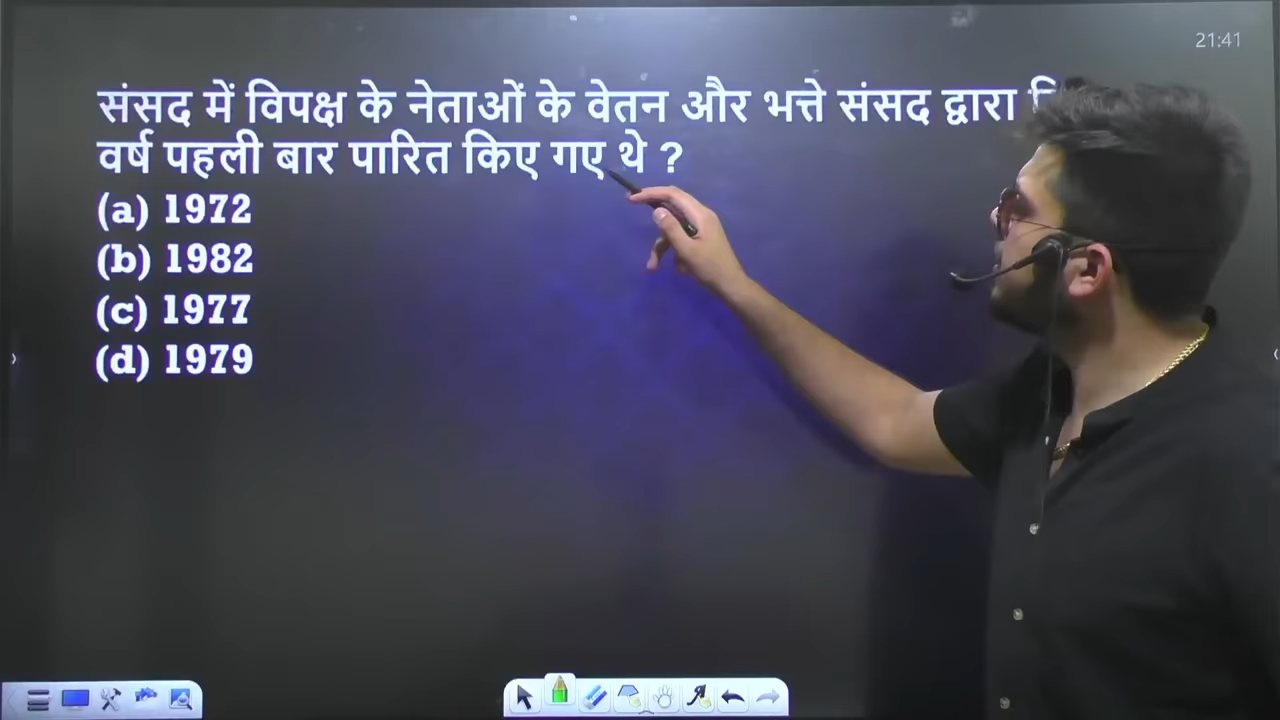 21:41
संसद में विपक्ष के नेताओं के वेतन और भत्ते संसद द्वारा
वर्ष पहली बार पारित किए गए थे ?
(a) 1972
(b) 1982
(c) 1977
(d) 1979